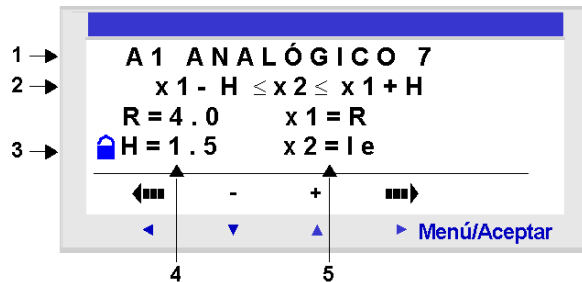 1 A1 ANALÓGICO 7
2 x1- H ≤x2≤ x1+H
R=4.0 x1=R
3 H=1.5 x2=Ie
- +
Menú/Aceptar
4 5